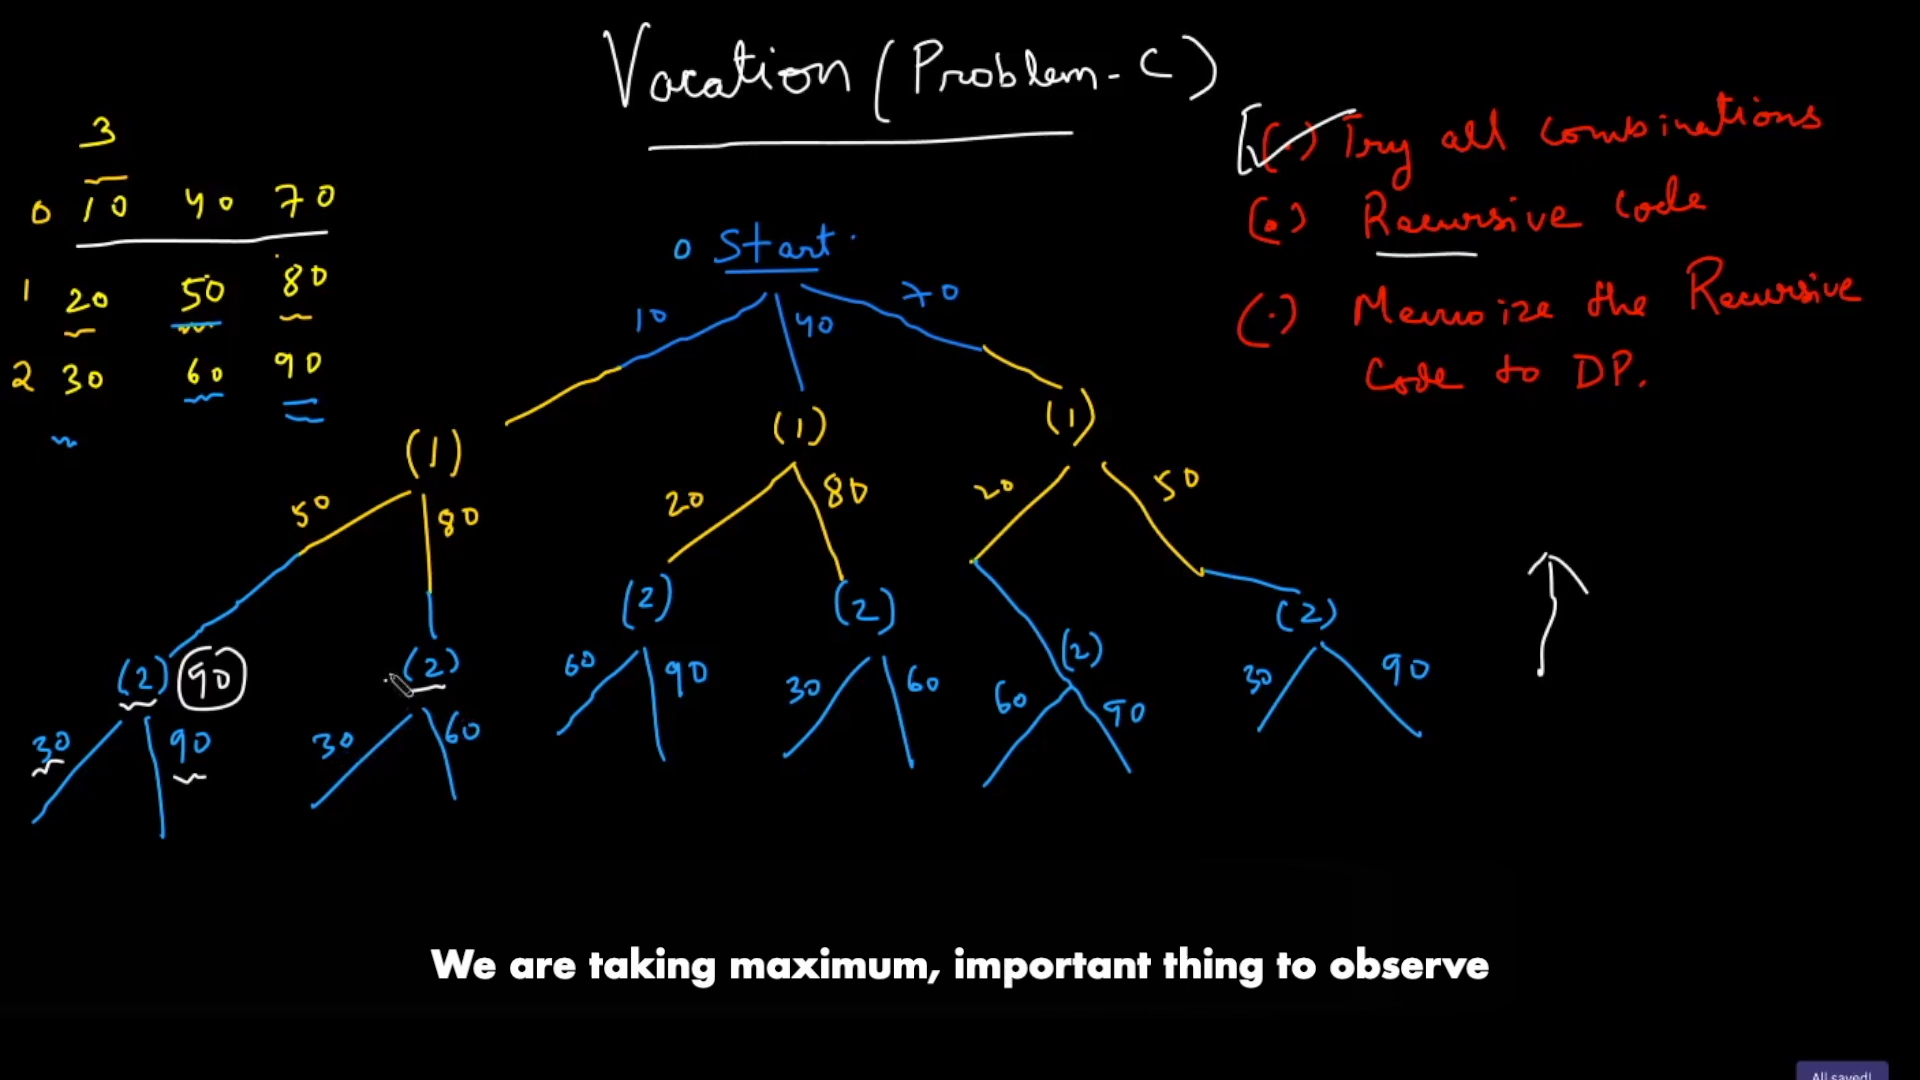 Vacation (Problem-C)
3
0 10 40 70
1 20 50 80
2 30 60 90
(.) Try all combinations
(.) Recursive code
(.) Memoize the Recursive
Code to DP.
0 Start.
10 40 70
(1) (1) (1)
50 80 20 80 20 50
(2) 90 (2) (2) (2) (2) (2)
30 90 30 60 60 90 30 60 60 90 30 90
We are taking maximum, important thing to observe
All saved!